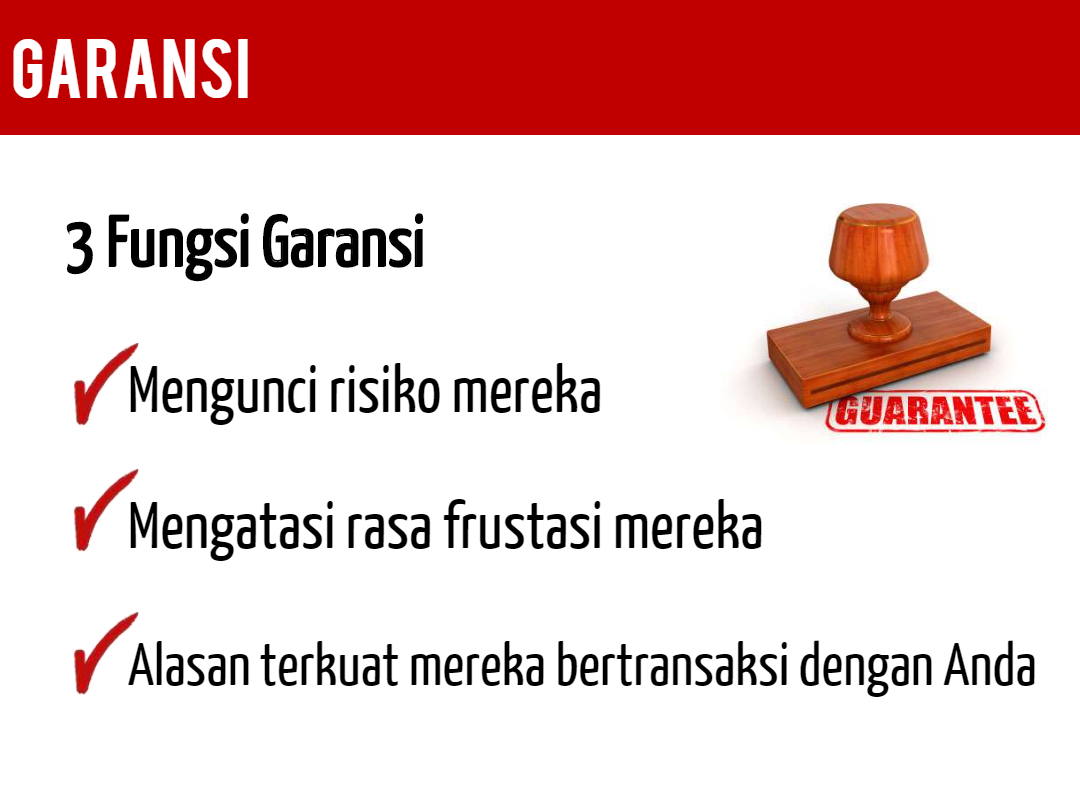 GARANSI
3 Fungsi Garansi
Mengunci risiko mereka
GUARANTEE
Mengatasi rasa frustasi mereka
Alasan terkuat mereka bertransaksi dengan Anda